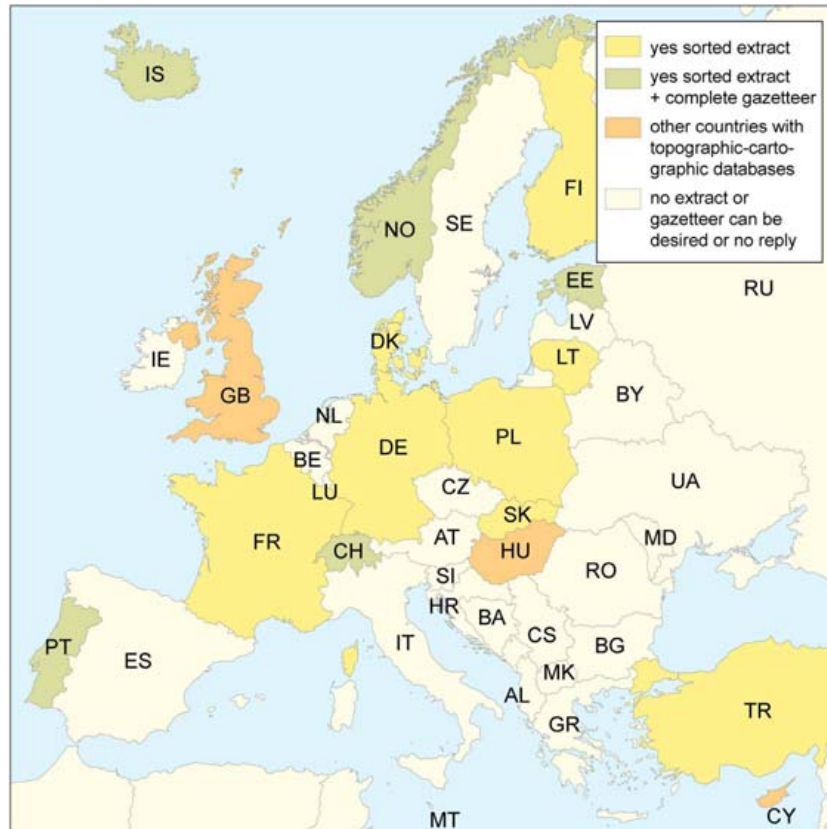 yes sorted extract
yes sorted extract
+ complete gazetteer
other countries with
topographic-carto-
graphic databases
no extract or
gazetteer can be
desired or no reply
IS
FI
NO
SE
EE
RU
LV
DK
LT
IE
BY
GB
NL
DE
PL
BE
CZ
UA
LU
SK
FR
AT
MD
CH
HU
RO
SI
HR
BA
PT
ES
IT
CS
BG
MK
AL
TR
GR
MT
CY